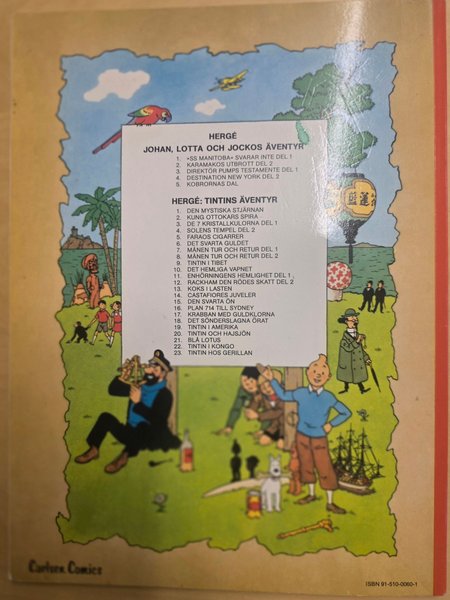 HERGÉ
JOHAN, LOTTA OCH JOCKOS ÄVENTYR
1. »SS MANITOBA« SVARAR INTE DEL 1
2. KARAMAKOS UTBROTT DEL 2
3. DIREKTÖR PUMPS TESTAMENTE DEL 1
4. DESTINATION NEW YORK DEL 2
5. KOBRORNAS DAL
HERGÉ: TINTINS ÄVENTYR
1. DEN MYSTISKA STJÄRNAN
2. KUNG OTTOKARS SPIRA
3. DE 7 KRISTALLKULORNA DEL 1
4. SOLENS TEMPEL DEL 2
5. FARAOS CIGARRER
6. DET SVARTA GULDET
7. MÅNEN TUR OCH RETUR DEL 1
8. MÅNEN TUR OCH RETUR DEL 2
9. TINTIN I TIBET
10. DET HEMLIGA VAPNET
11. ENHÖRNINGENS HEMLIGHET DEL 1
12. RACKHAM DEN RÖDES SKATT DEL 2
13. KOKS I LASTEN
14. CASTAFIORES JUVELER
15. DEN SVARTA ÖN
16. PLAN 714 TILL SYDNEY
17. KRABBAN MED GULDKLORNA
18. DET SÖNDERSLAGNA ÖRAT
19. TINTIN I AMERIKA
20. TINTIN OCH HAJSJÖN
21. BLÅ LOTUS
22. TINTIN I KONGO
23. TINTIN HOS GERILLAN
Carlsen Comics
ISBN 91-510-0060-1